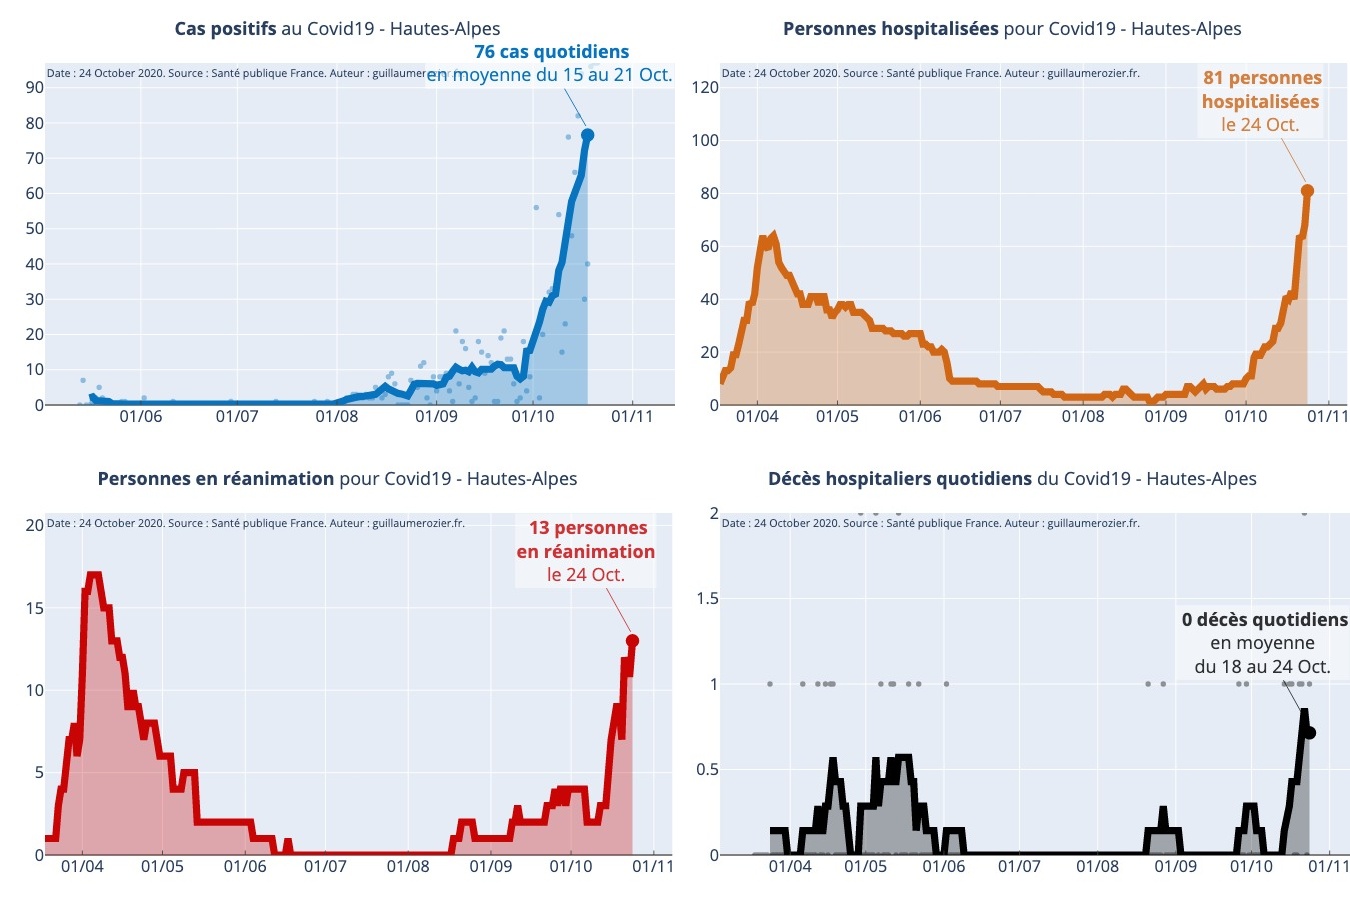 Cas positifs au Covid19 - Hautes-Alpes
76 cas quotidiens
en moyenne du 15 au 21 Oct.
Date : 24 October 2020. Source : Santé publique France. Auteur : guillaumerozier.fr.
90
80
70
60
50
40
30
20
10
0
01/06 01/07 01/08 01/09 01/10 01/11
Personnes hospitalisées pour Covid19 - Hautes-Alpes
Date : 24 October 2020. Source : Santé publique France. Auteur : guillaumerozier.fr.
81 personnes
hospitalisées
le 24 Oct.
120
100
80
60
40
20
0
01/04 01/05 01/06 01/07 01/08 01/09 01/10 01/11
Personnes en réanimation pour Covid19 - Hautes-Alpes
Date : 24 October 2020. Source : Santé publique France. Auteur : guillaumerozier.fr.
13 personnes
en réanimation
le 24 Oct.
20
15
10
5
0
01/04 01/05 01/06 01/07 01/08 01/09 01/10 01/11
Décès hospitaliers quotidiens du Covid19 - Hautes-Alpes
Date : 24 October 2020. Source : Santé publique France. Auteur : guillaumerozier.fr.
0 décès quotidiens
en moyenne
du 18 au 24 Oct.
2
1.5
1
0.5
0
01/04 01/05 01/06 01/07 01/08 01/09 01/10 01/11